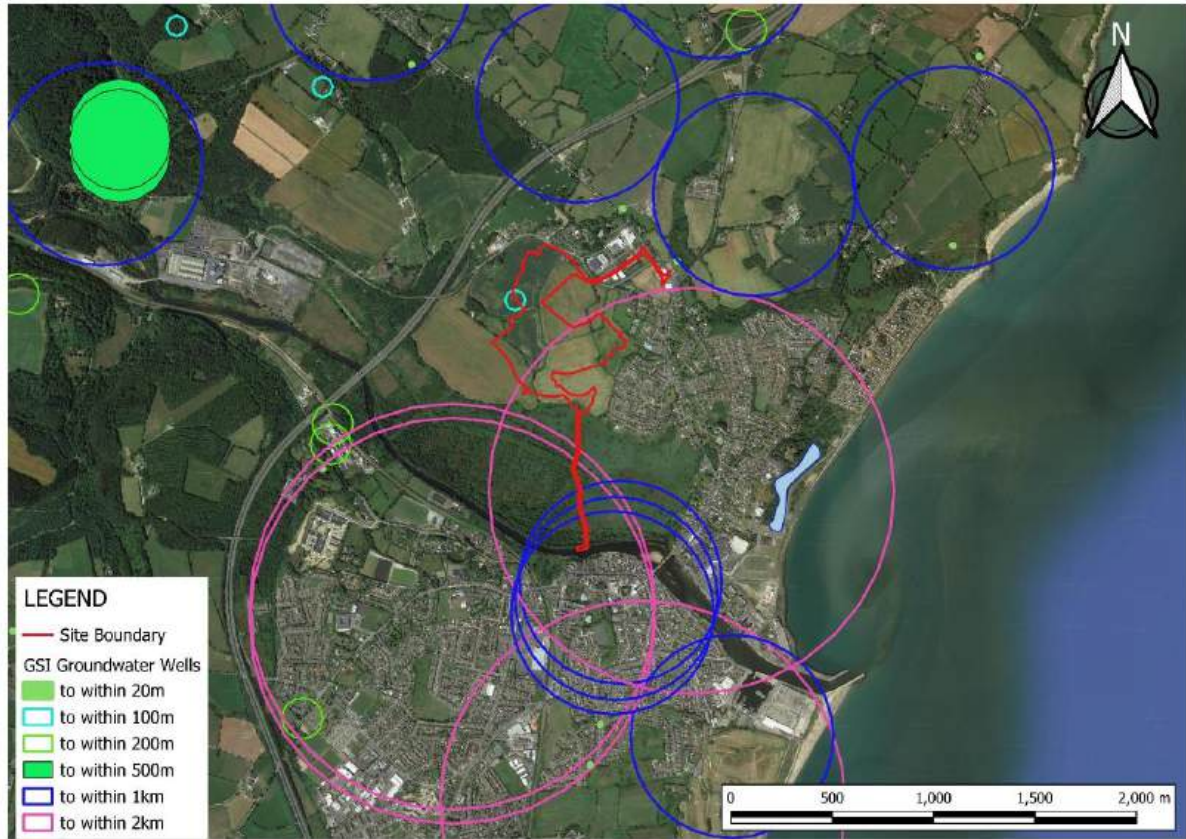 N
LEGEND
Site Boundary
GSI Groundwater Wells
to within 20m
to within 100m
to within 200m
to within 500m
to within 1km
to within 2km
0 500 1,000 1,500 2,000 m